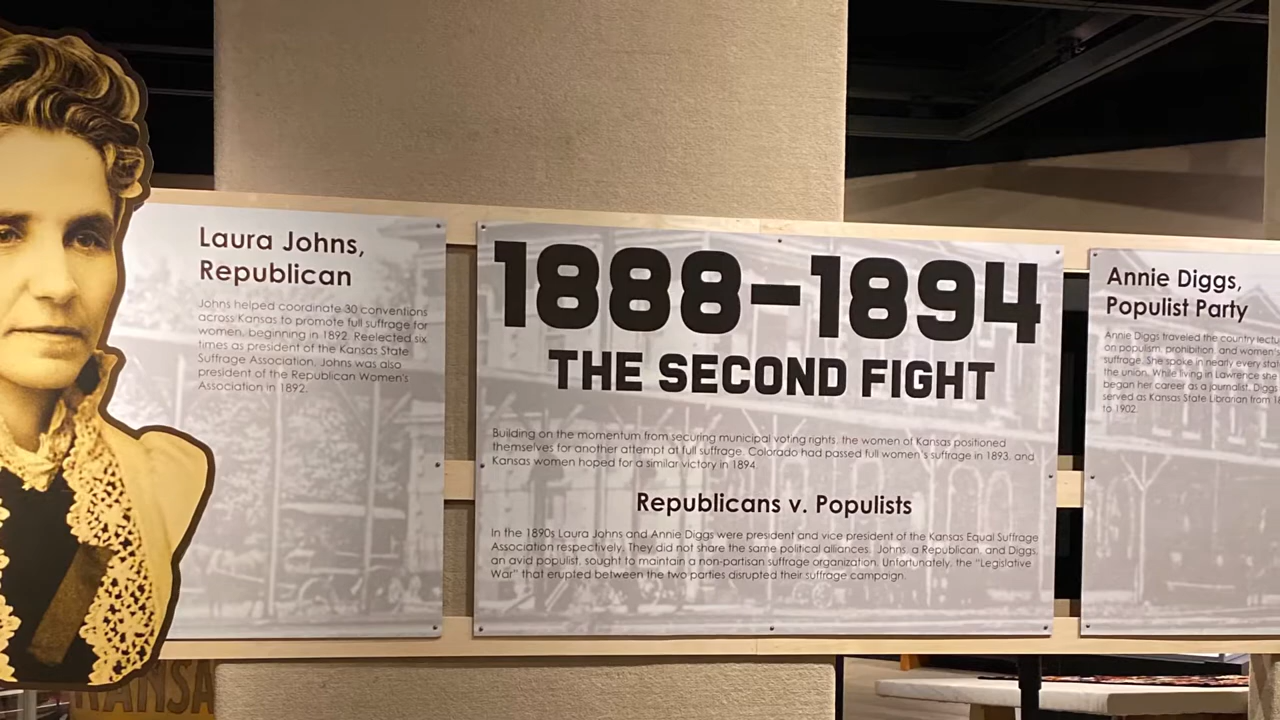 Laura Johns,
Republican
Johns helped coordinate 30 conventions
across Kansas to promote full suffrage for
women, beginning in 1892. Reelected six
times as president of the Kansas State
Suffrage Association, Johns was also
president of the Republican Women's
Association in 1892.
1888-1894
THE SECOND FIGHT
Building on the momentum from securing municipal voting rights, the women of Kansas positioned
themselves for another attempt at full suffrage. Colorado had passed full women's suffrage in 1893, and
Kansas women hoped for a similar victory in 1894.
Republicans v. Populists
In the 1890s Laura Johns and Annie Diggs were president and vice president of the Kansas Equal Suffrage
Association respectively. They did not share the same political alliances. Johns, a Republican, and Diggs,
an avid populist, sought to maintain a non-partisan suffrage organization. Unfortunately, the "Legislative
War" that erupted between the two parties disrupted their suffrage campaign.
Annie Diggs,
Populist Party
Annie Diggs traveled the country
on populism, prohibition, and women's
suffrage. She spoke in nearly every
the union. While living in Lawrence she
began her career as a journalist. Diggs
served as Kansas State Librarian from
to 1902.
KANSA